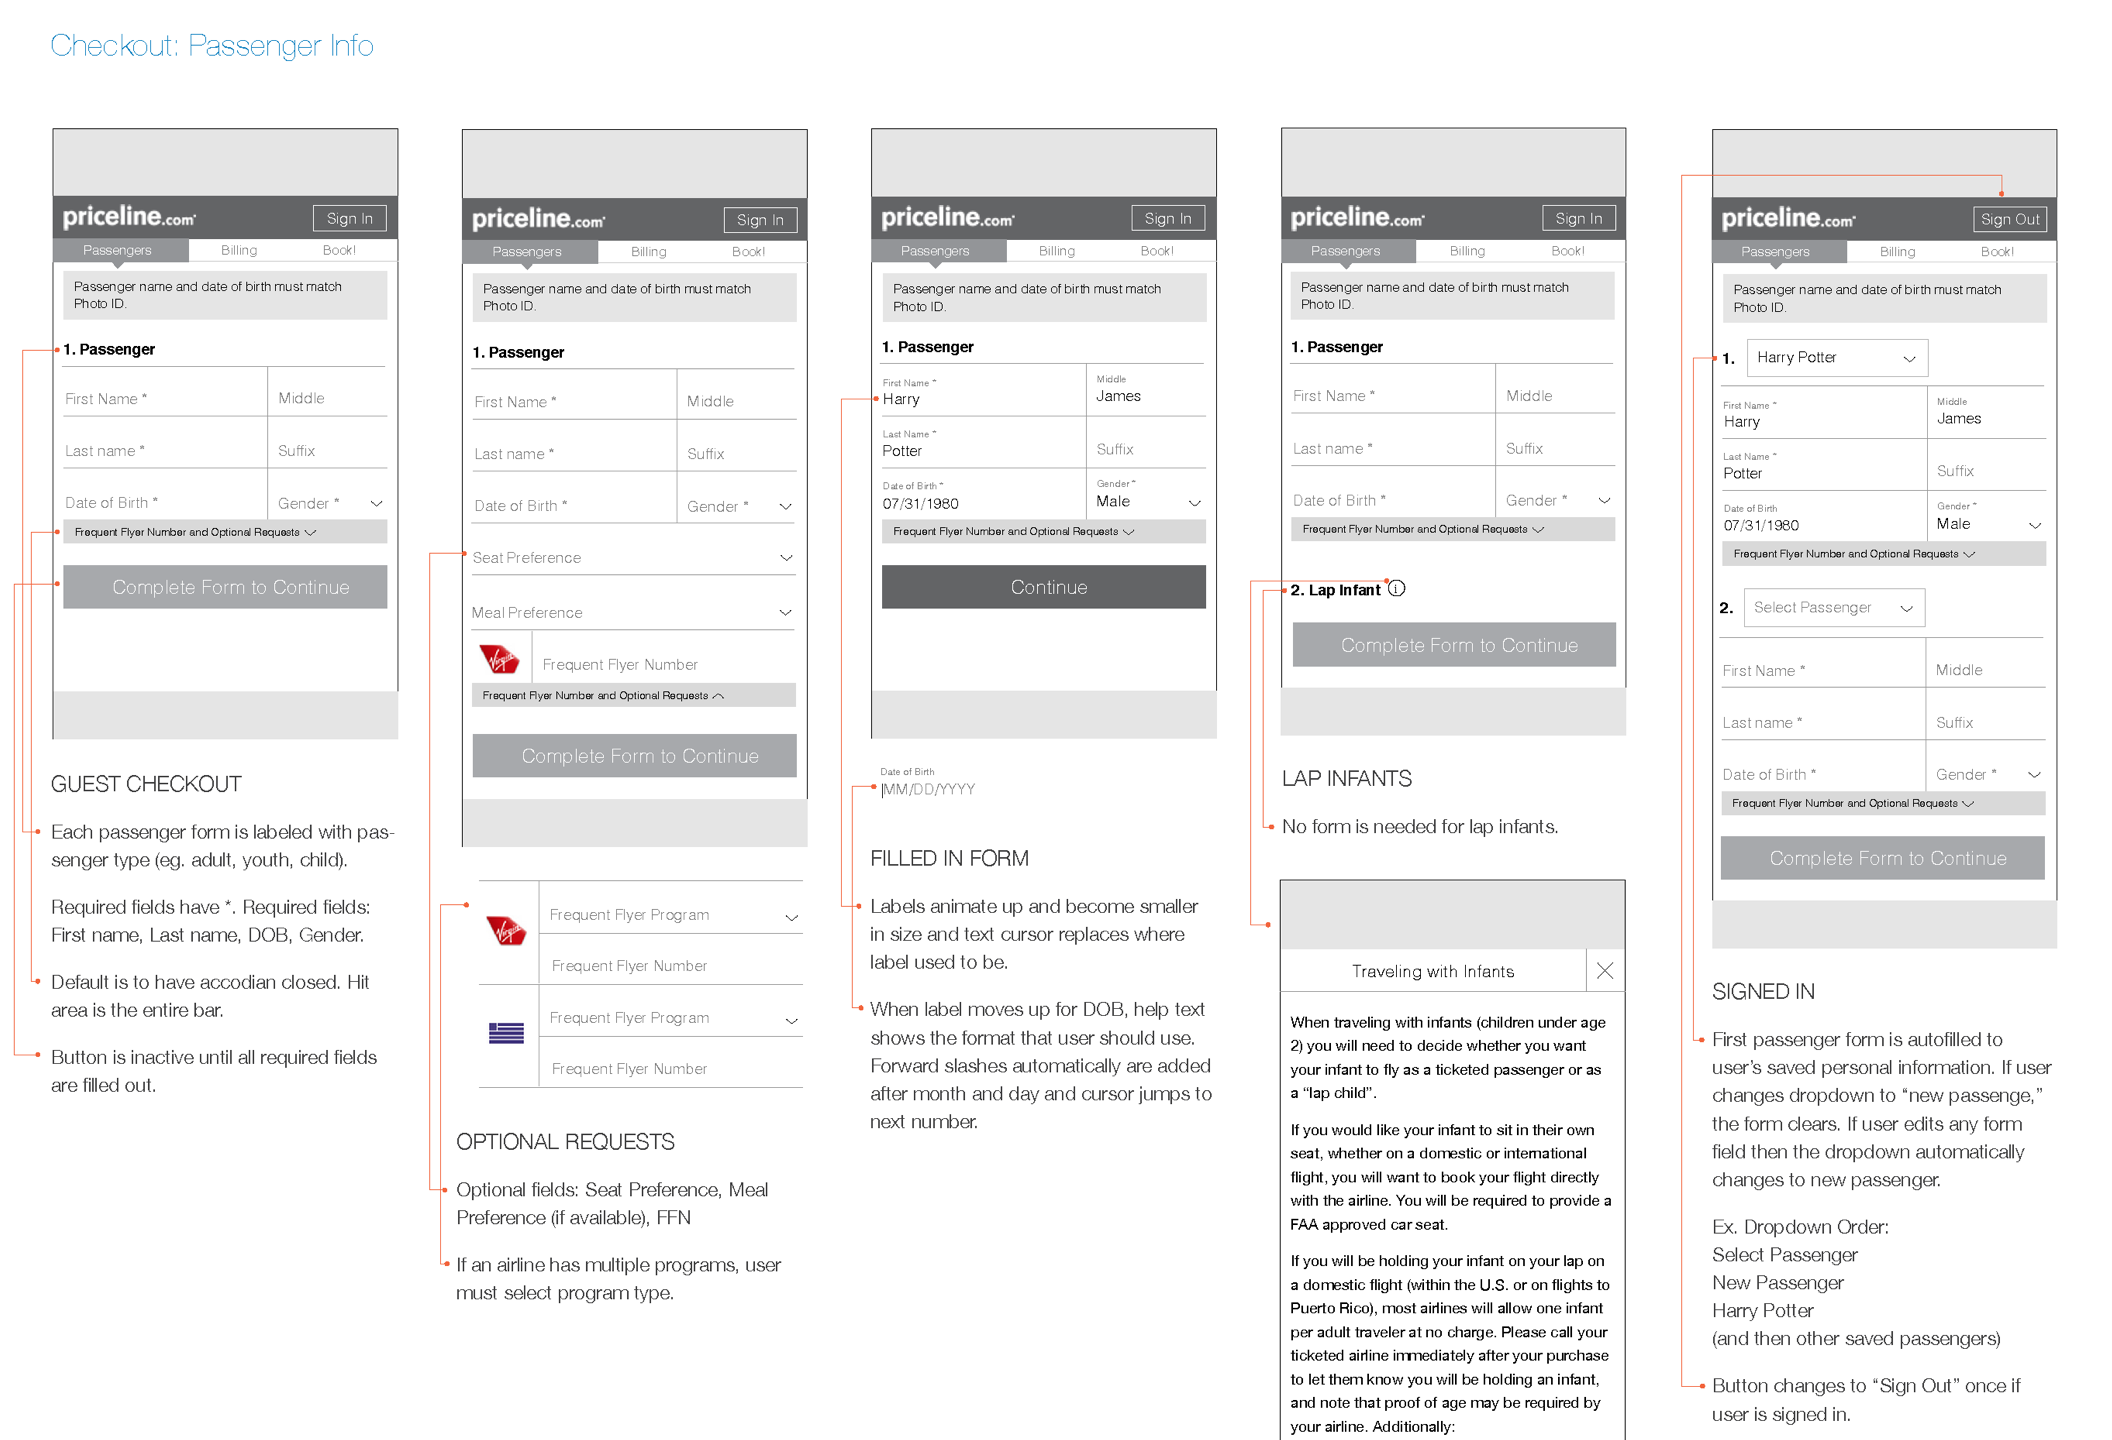 Checkout: Passenger Info
priceline.com
Sign In
Passengers
Billing
Book!
Passenger name and date of birth must match
Photo ID.
1. Passenger
First Name *
Middle
Last name *
Suffix
Date of Birth *
Gender *
Frequent Flyer Number and Optional Requests
Complete Form to Continue
GUEST CHECKOUT
Each passenger form is labeled with pas-
senger type (eg. adult, youth, child).
Required fields have *. Required fields:
First name, Last name, DOB, Gender.
Default is to have accodian closed. Hit
area is the entire bar.
Button is inactive until all required fields
are filled out.
priceline.com
Sign In
Passengers
Billing
Book!
Passenger name and date of birth must match
Photo ID.
1. Passenger
First Name *
Middle
Last name *
Suffix
Date of Birth *
Gender *
Seat Preference
Meal Preference
Virgin
Frequent Flyer Number
Frequent Flyer Number and Optional Requests
Complete Form to Continue
Virgin
Frequent Flyer Program
Frequent Flyer Number
Frequent Flyer Program
Frequent Flyer Number
OPTIONAL REQUESTS
Optional fields: Seat Preference, Meal
Preference (if available), FFN
If an airline has multiple programs, user
must select program type.
priceline.com
Sign In
Passengers
Billing
Book!
Passenger name and date of birth must match
Photo ID.
1. Passenger
First Name *
Harry
Middle
James
Last Name *
Potter
Suffix
Date of Birth *
07/31/1980
Gender *
Male
Frequent Flyer Number and Optional Requests
Continue
Date of Birth
MM/DD/YYYY
FILLED IN FORM
Labels animate up and become smaller
in size and text cursor replaces where
label used to be.
When label moves up for DOB, help text
shows the format that user should use.
Forward slashes automatically are added
after month and day and cursor jumps to
next number.
priceline.com
Sign In
Passengers
Billing
Book!
Passenger name and date of birth must match
Photo ID.
1. Passenger
First Name *
Middle
Last name *
Suffix
Date of Birth *
Gender *
Frequent Flyer Number and Optional Requests
2. Lap Infant i
Complete Form to Continue
LAP INFANTS
No form is needed for lap infants.
Traveling with Infants
When traveling with infants (children under age
2) you will need to decide whether you want
your infant to fly as a ticketed passenger or as
a “lap child”.
If you would like your infant to sit in their own
seat, whether on a domestic or international
flight, you will want to book your flight directly
with the airline. You will be required to provide a
FAA approved car seat.
If you will be holding your infant on your lap on
a domestic flight (within the U.S. or on flights to
Puerto Rico), most airlines will allow one infant
per adult traveler at no charge. Please call your
ticketed airline immediately after your purchase
to let them know you will be holding an infant,
and note that proof of age may be required by
your airline. Additionally:
priceline.com
Sign Out
Passengers
Billing
Book!
Passenger name and date of birth must match
Photo ID.
1. Harry Potter
First Name *
Harry
Middle
James
Last Name *
Potter
Suffix
Date of Birth
07/31/1980
Gender *
Male
Frequent Flyer Number and Optional Requests
2. Select Passenger
First Name *
Middle
Last name *
Suffix
Date of Birth *
Gender *
Frequent Flyer Number and Optional Requests
Complete Form to Continue
SIGNED IN
First passenger form is autofilled to
user’s saved personal information. If user
changes dropdown to “new passenge,”
the form clears. If user edits any form
field then the dropdown automatically
changes to new passenger.
Ex. Dropdown Order:
Select Passenger
New Passenger
Harry Potter
(and then other saved passengers)
Button changes to “Sign Out” once if
user is signed in.